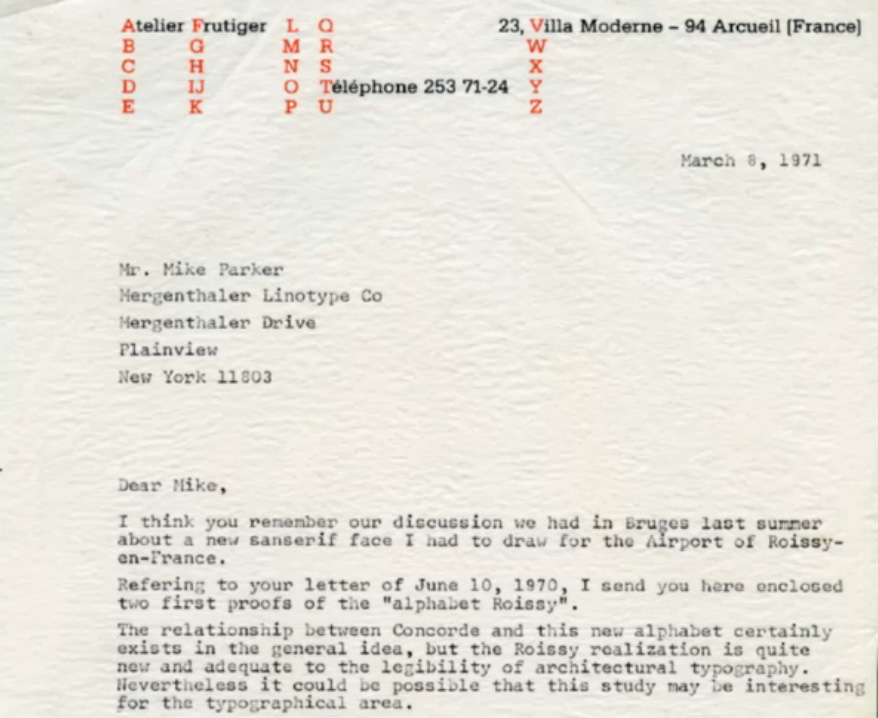 Atelier Frutiger L Q 23, Villa Moderne – 94 Arcueil (France)
B G M R W
C H N S X
D IJ O Téléphone 253 71-24 Y
E K P U Z
March 8, 1971
Mr. Mike Parker
Mergenthaler Linotype Co
Mergenthaler Drive
Plainview
New York 11803
Dear Mike,
I think you remember our discussion we had in Bruges last summer
about a new sanserif face I had to draw for the Airport of Roissy-
en-France.
Refering to your letter of June 10, 1970, I send you here enclosed
two first proofs of the "alphabet Roissy".
The relationship between Concorde and this new alphabet certainly
exists in the general idea, but the Roissy realization is quite
new and adequate to the legibility of architectural typography.
Nevertheless it could be possible that this study may be interesting
for the typographical area.